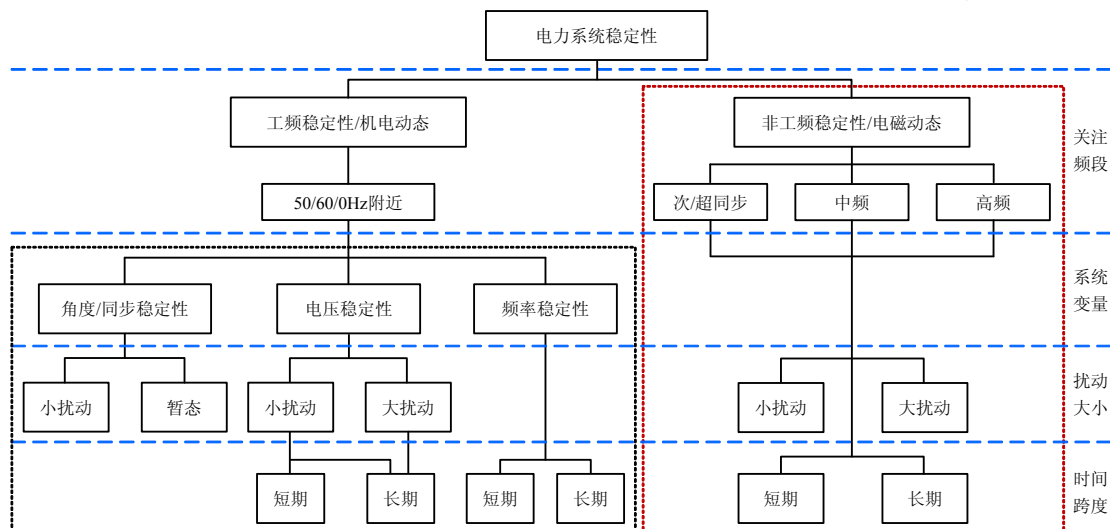 电力系统稳定性
工频稳定性/机电动态
非工频稳定性/电磁动态
关注
频段
50/60/0Hz附近
次/超同步
中频
高频
角度/同步稳定性
电压稳定性
频率稳定性
系统
变量
小扰动
暂态
小扰动
大扰动
小扰动
大扰动
扰动
大小
短期
长期
短期
长期
短期
长期
时间
跨度